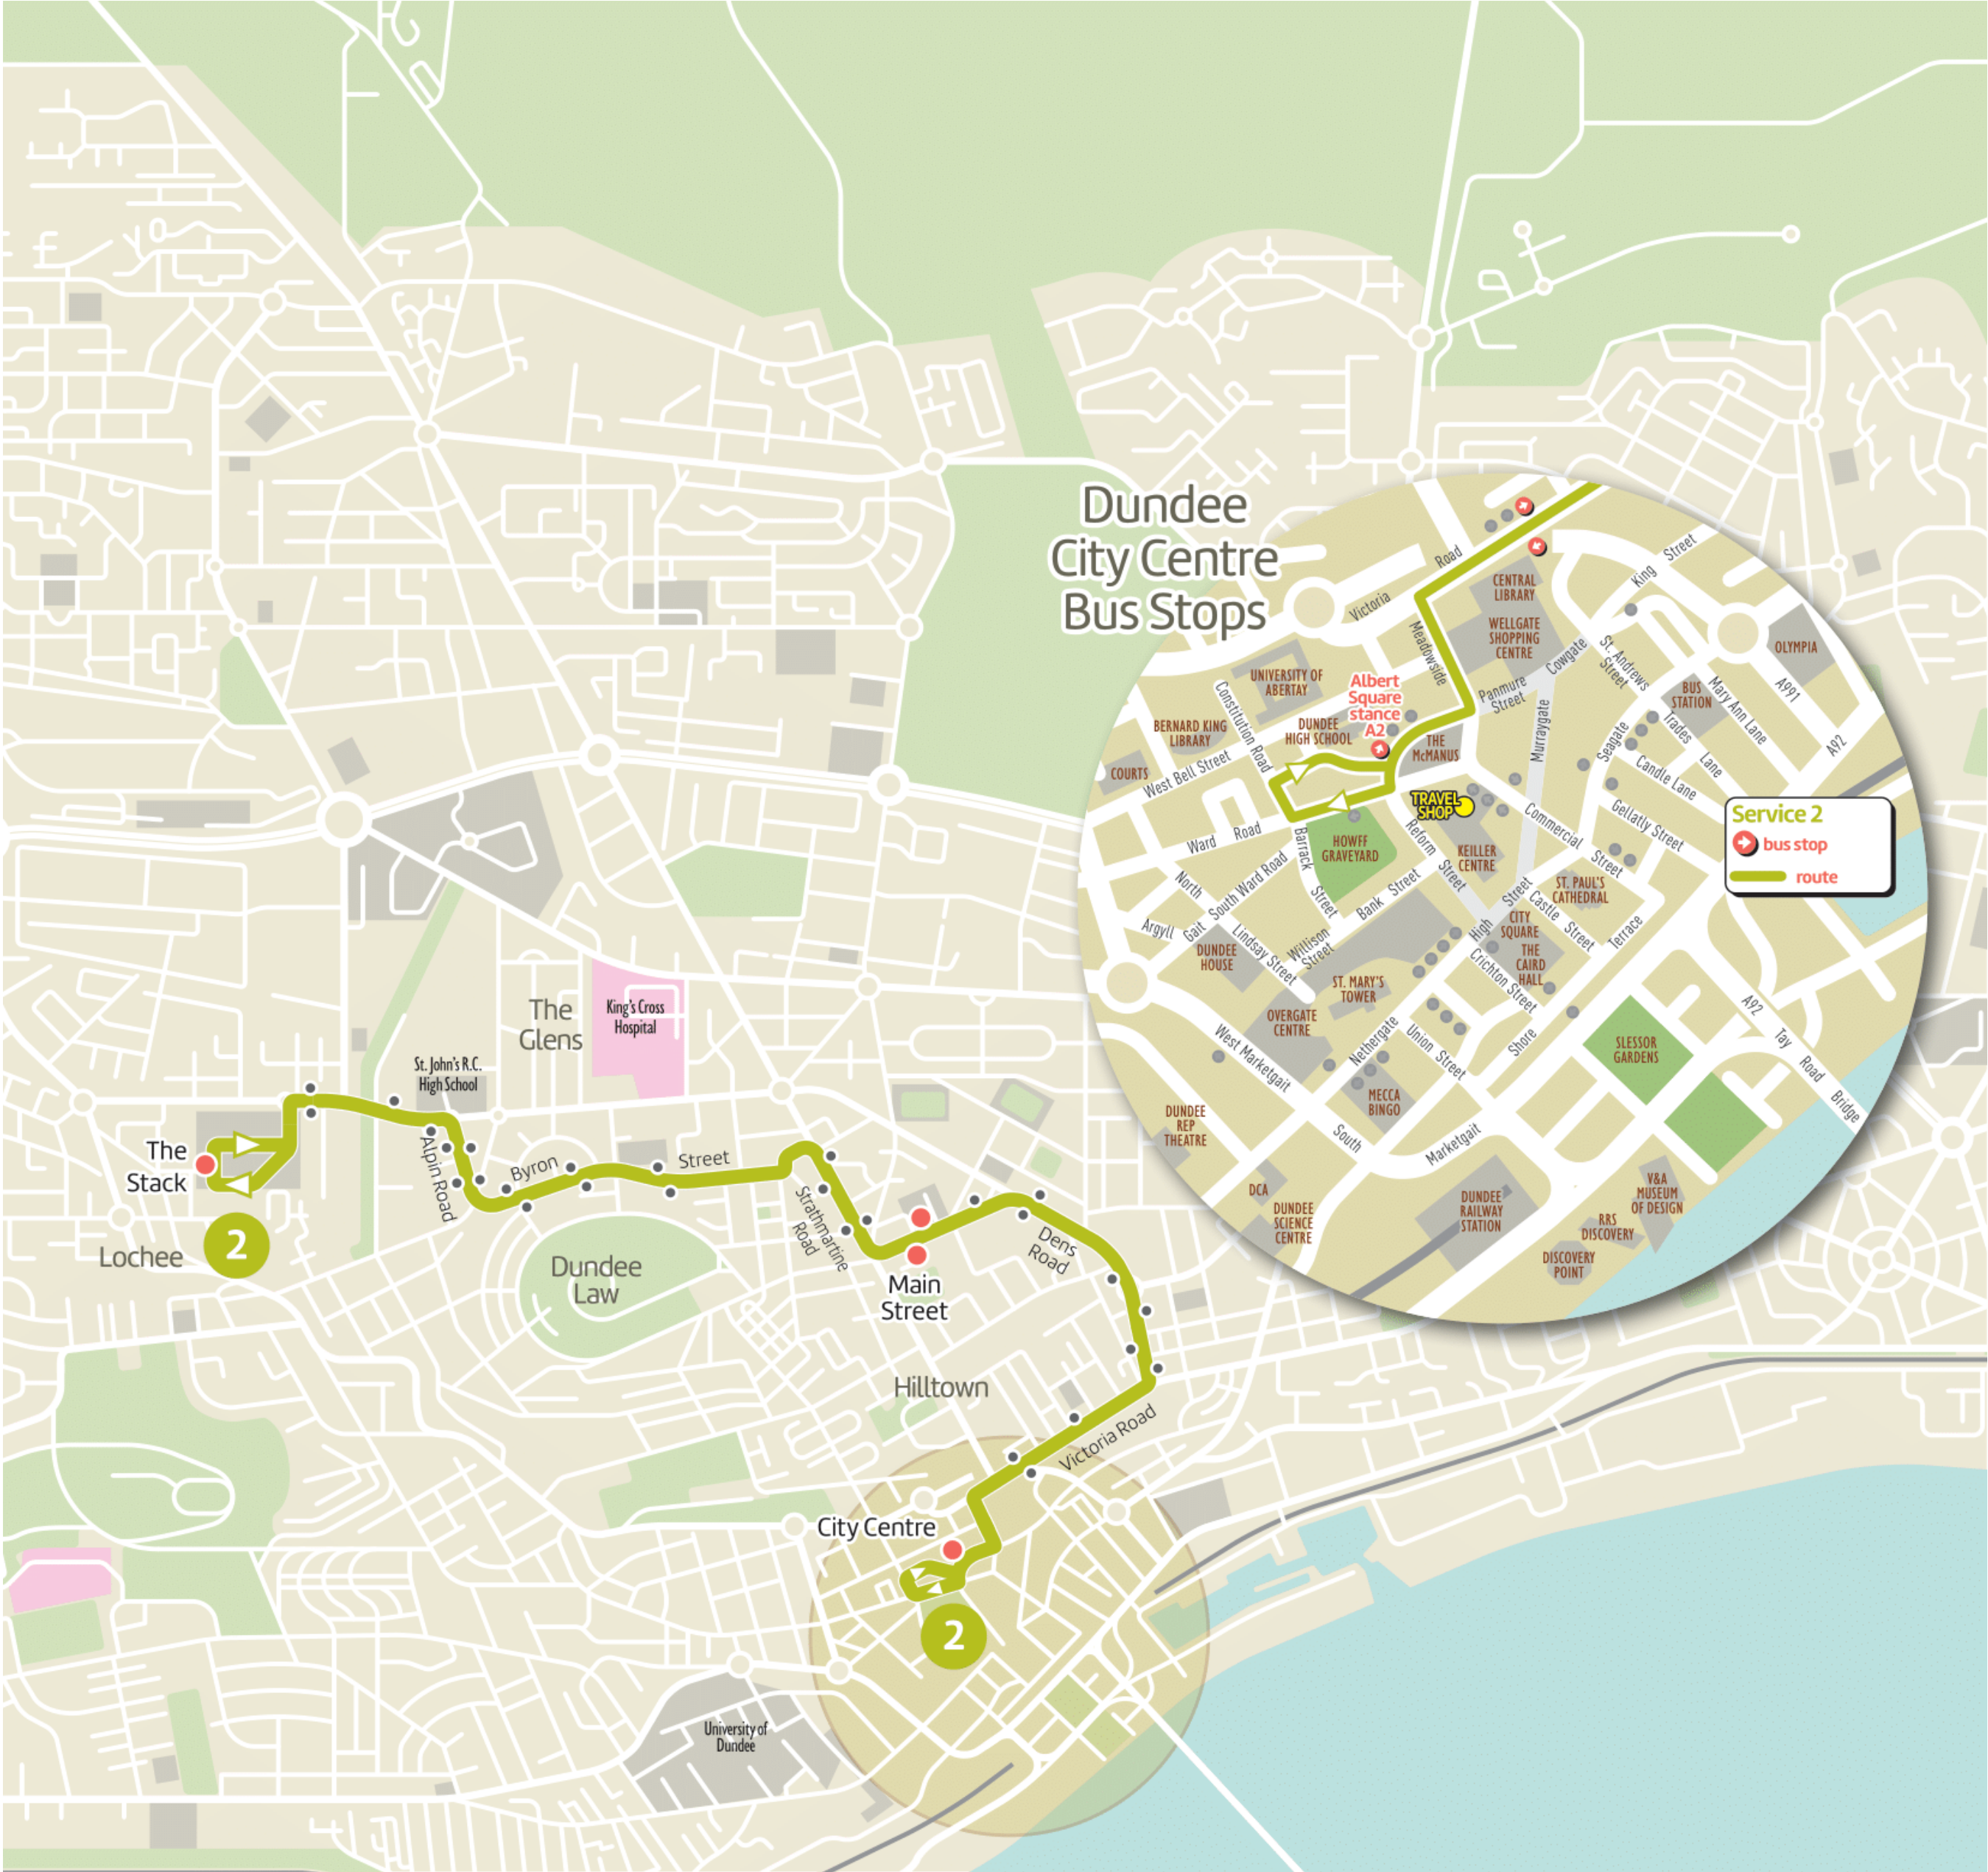 Dundee
City Centre
Bus Stops
Road
Victoria
Meadowside
King
Street
CENTRAL
LIBRARY
WELLGATE
SHOPPING
CENTRE
Cowgate
St. Andrews
Street
OLYMPIA
UNIVERSITY OF
ABERTAY
Albert
Square
stance
A2
Panmure
Street
BUS
STATION
Mary Ann Lane
A991
Constitution Road
BERNARD KING
LIBRARY
DUNDEE
HIGH SCHOOL
THE
McMANUS
Murraygate
Seagate
Trades
Lane
A92
COURTS
West Bell Street
Candle Lane
TRAVEL
SHOP
Gellatly Street
Commercial
Street
Service 2
bus stop
route
Ward
Road
Barrack
Street
HOWFF
GRAVEYARD
Reform
Street
KEILLER
CENTRE
North
South Ward Road
Bank
Street
ST. PAUL'S
CATHEDRAL
Argyll
Gait
Lindsay Street
Willison
Street
High
Street
Castle
Street
Terrace
CITY
SQUARE
THE
CAIRD
HALL
DUNDEE
HOUSE
ST. MARY'S
TOWER
Crichton Street
OVERGATE
CENTRE
West Marketgait
Nethergate
Union
Street
Shore
SLESSOR
GARDENS
A92
Tay
Road
Bridge
MECCA
BINGO
DUNDEE
REP
THEATRE
South
Marketgait
DCA
DUNDEE
SCIENCE
CENTRE
DUNDEE
RAILWAY
STATION
V&A
MUSEUM
OF DESIGN
RRS
DISCOVERY
DISCOVERY
POINT
The
Glens
King's Cross
Hospital
St. John's R.C.
High School
The
Stack
Alpin Road
Byron
Street
Strathmartine
Road
Dens
Road
2
Lochee
Dundee
Law
Main
Street
Hilltown
Victoria Road
City Centre
2
University of
Dundee